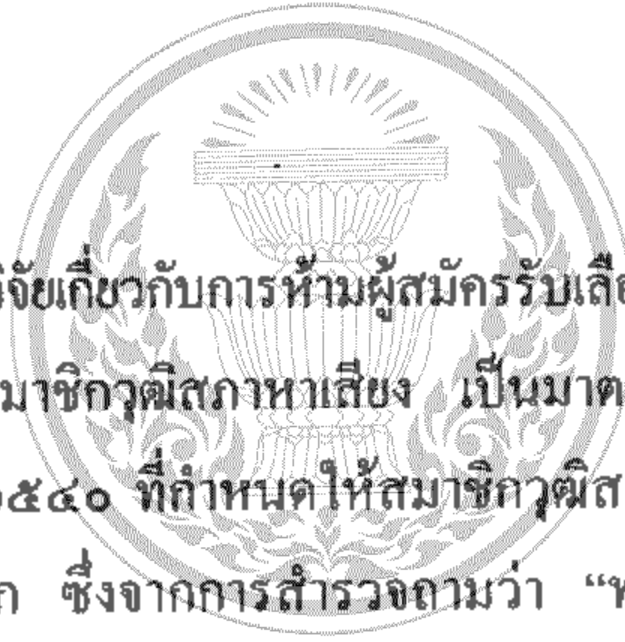 วิจัยเกี่ยวกับการห้ามผู้สมัครรับเลือ
มาชิกวุฒิสภาหาเสียง เป็นมาต
๕๔๐ ที่กำหนดให้สมาชิกวุฒิส
ซึ่งจากการสำรวจถามว่า “ท